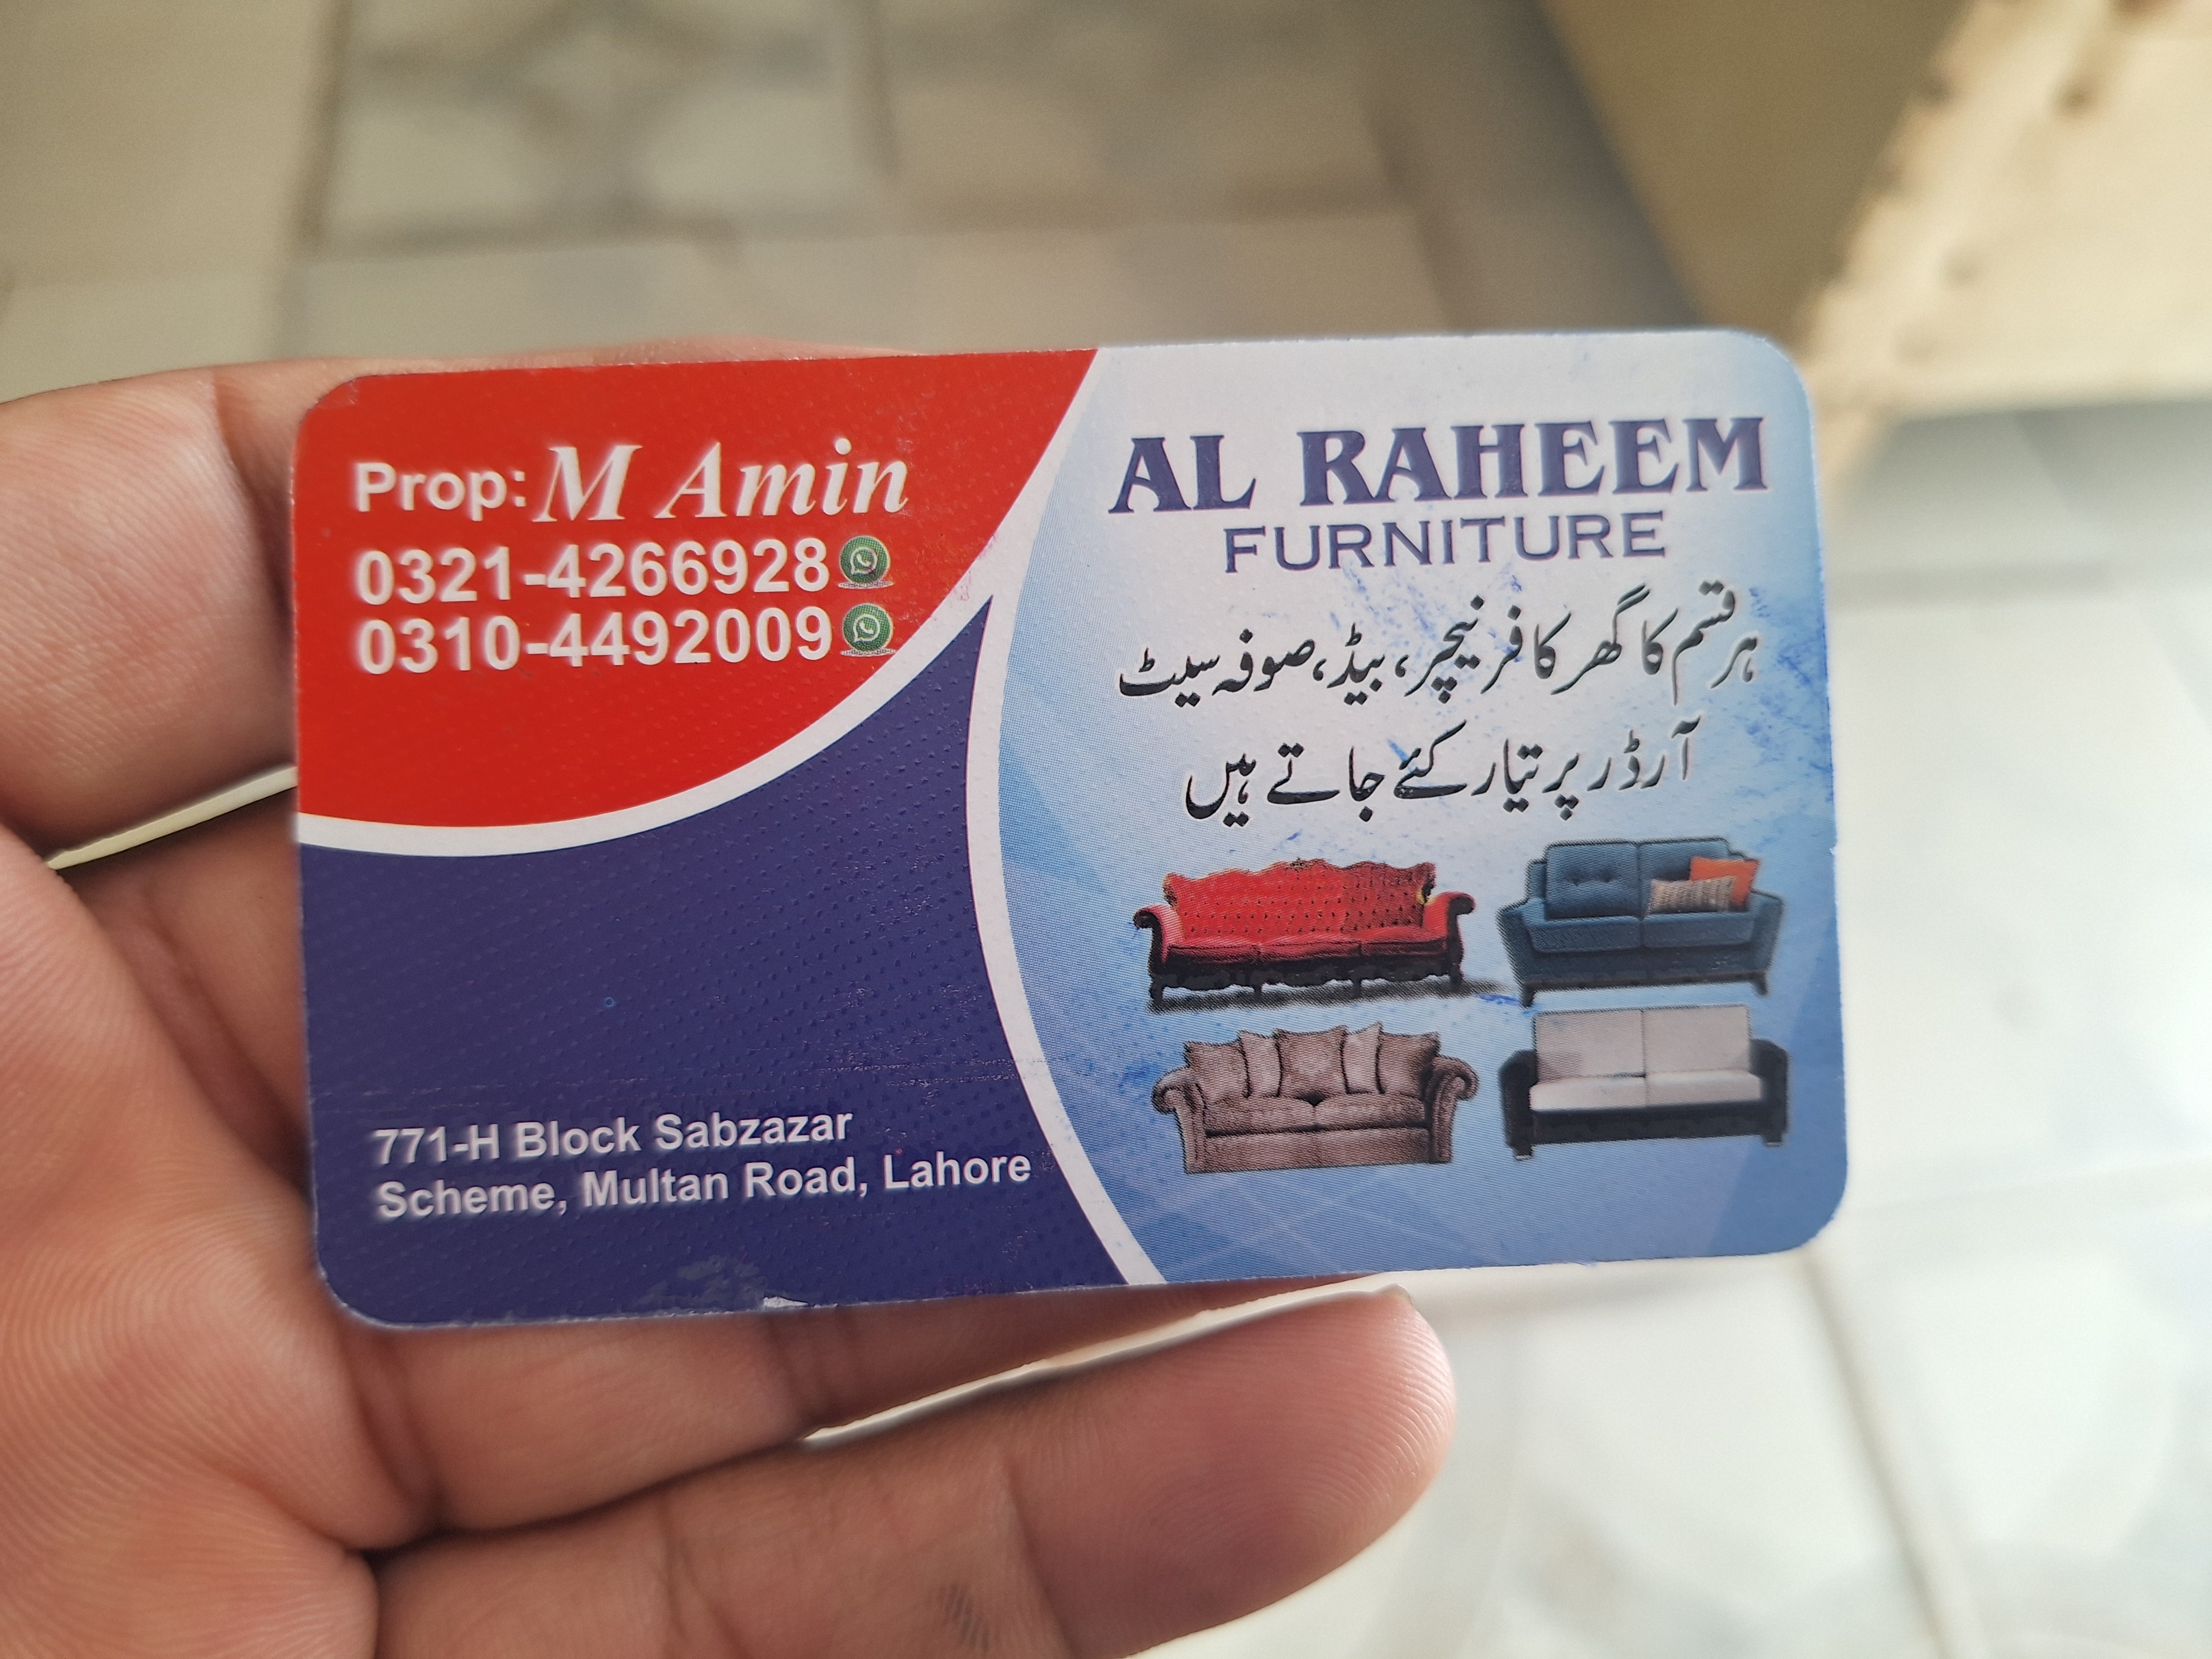 Prop: M Amin
0321-4266928
0310-4492009
771-H Block Sabzazar
Scheme, Multan Road, Lahore
AL RAHEEM
FURNITURE
ہر قسم کا گھر کا فرنیچر، بیڈ، صوفہ سیٹ
آرڈر پر تیار کئے جاتے ہیں